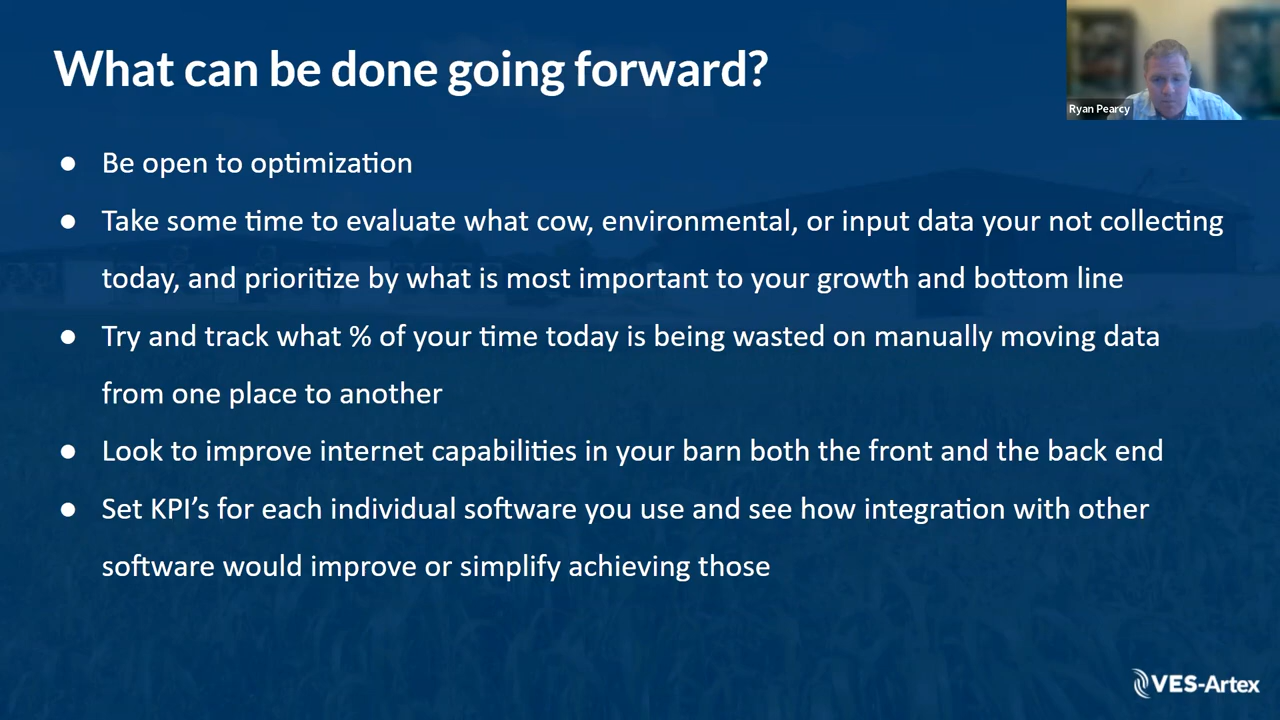 What can be done going forward?
Ryan Pearcy
● Be open to optimization
● Take some time to evaluate what cow, environmental, or input data your not collecting
today, and prioritize by what is most important to your growth and bottom line
● Try and track what % of your time today is being wasted on manually moving data
from one place to another
● Look to improve internet capabilities in your barn both the front and the back end
● Set KPI’s for each individual software you use and see how integration with other
software would improve or simplify achieving those
VES-Artex